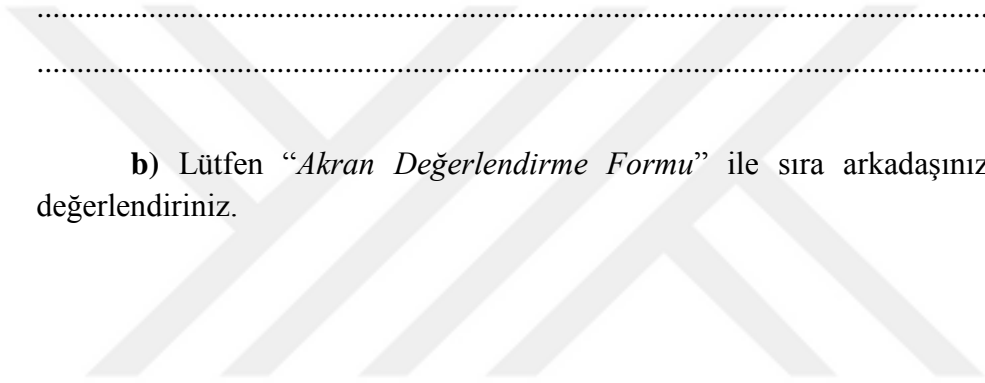 ....................................................................................................................
....................................................................................................................
b) Lütfen “Akran Değerlendirme Formu” ile sıra arkadaşınız
değerlendiriniz.